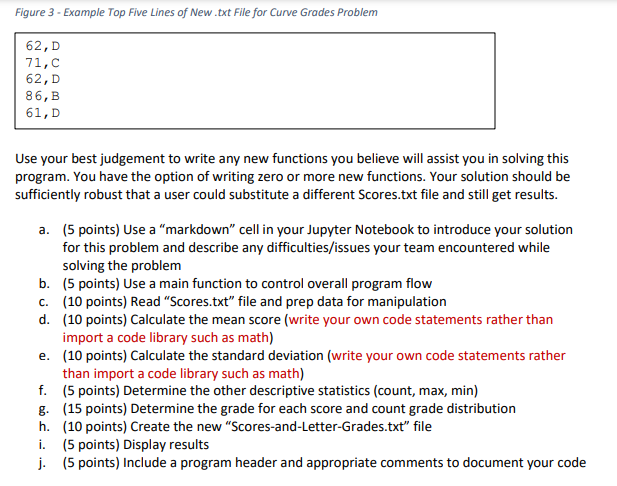 Figure 3 - Example Top Five Lines of New .txt File for Curve Grades Problem
62,D
71,C
62,D
86,B
61,D
Use your best judgement to write any new functions you believe will assist you in solving this
program. You have the option of writing zero or more new functions. Your solution should be
sufficiently robust that a user could substitute a different Scores.txt file and still get results.
a. (5 points) Use a “markdown” cell in your Jupyter Notebook to introduce your solution
for this problem and describe any difficulties/issues your team encountered while
solving the problem
b. (5 points) Use a main function to control overall program flow
c. (10 points) Read “Scores.txt” file and prep data for manipulation
d. (10 points) Calculate the mean score (write your own code statements rather than
import a code library such as math)
e. (10 points) Calculate the standard deviation (write your own code statements rather
than import a code library such as math)
f. (5 points) Determine the other descriptive statistics (count, max, min)
g. (15 points) Determine the grade for each score and count grade distribution
h. (10 points) Create the new “Scores-and-Letter-Grades.txt” file
i. (5 points) Display results
j. (5 points) Include a program header and appropriate comments to document your code